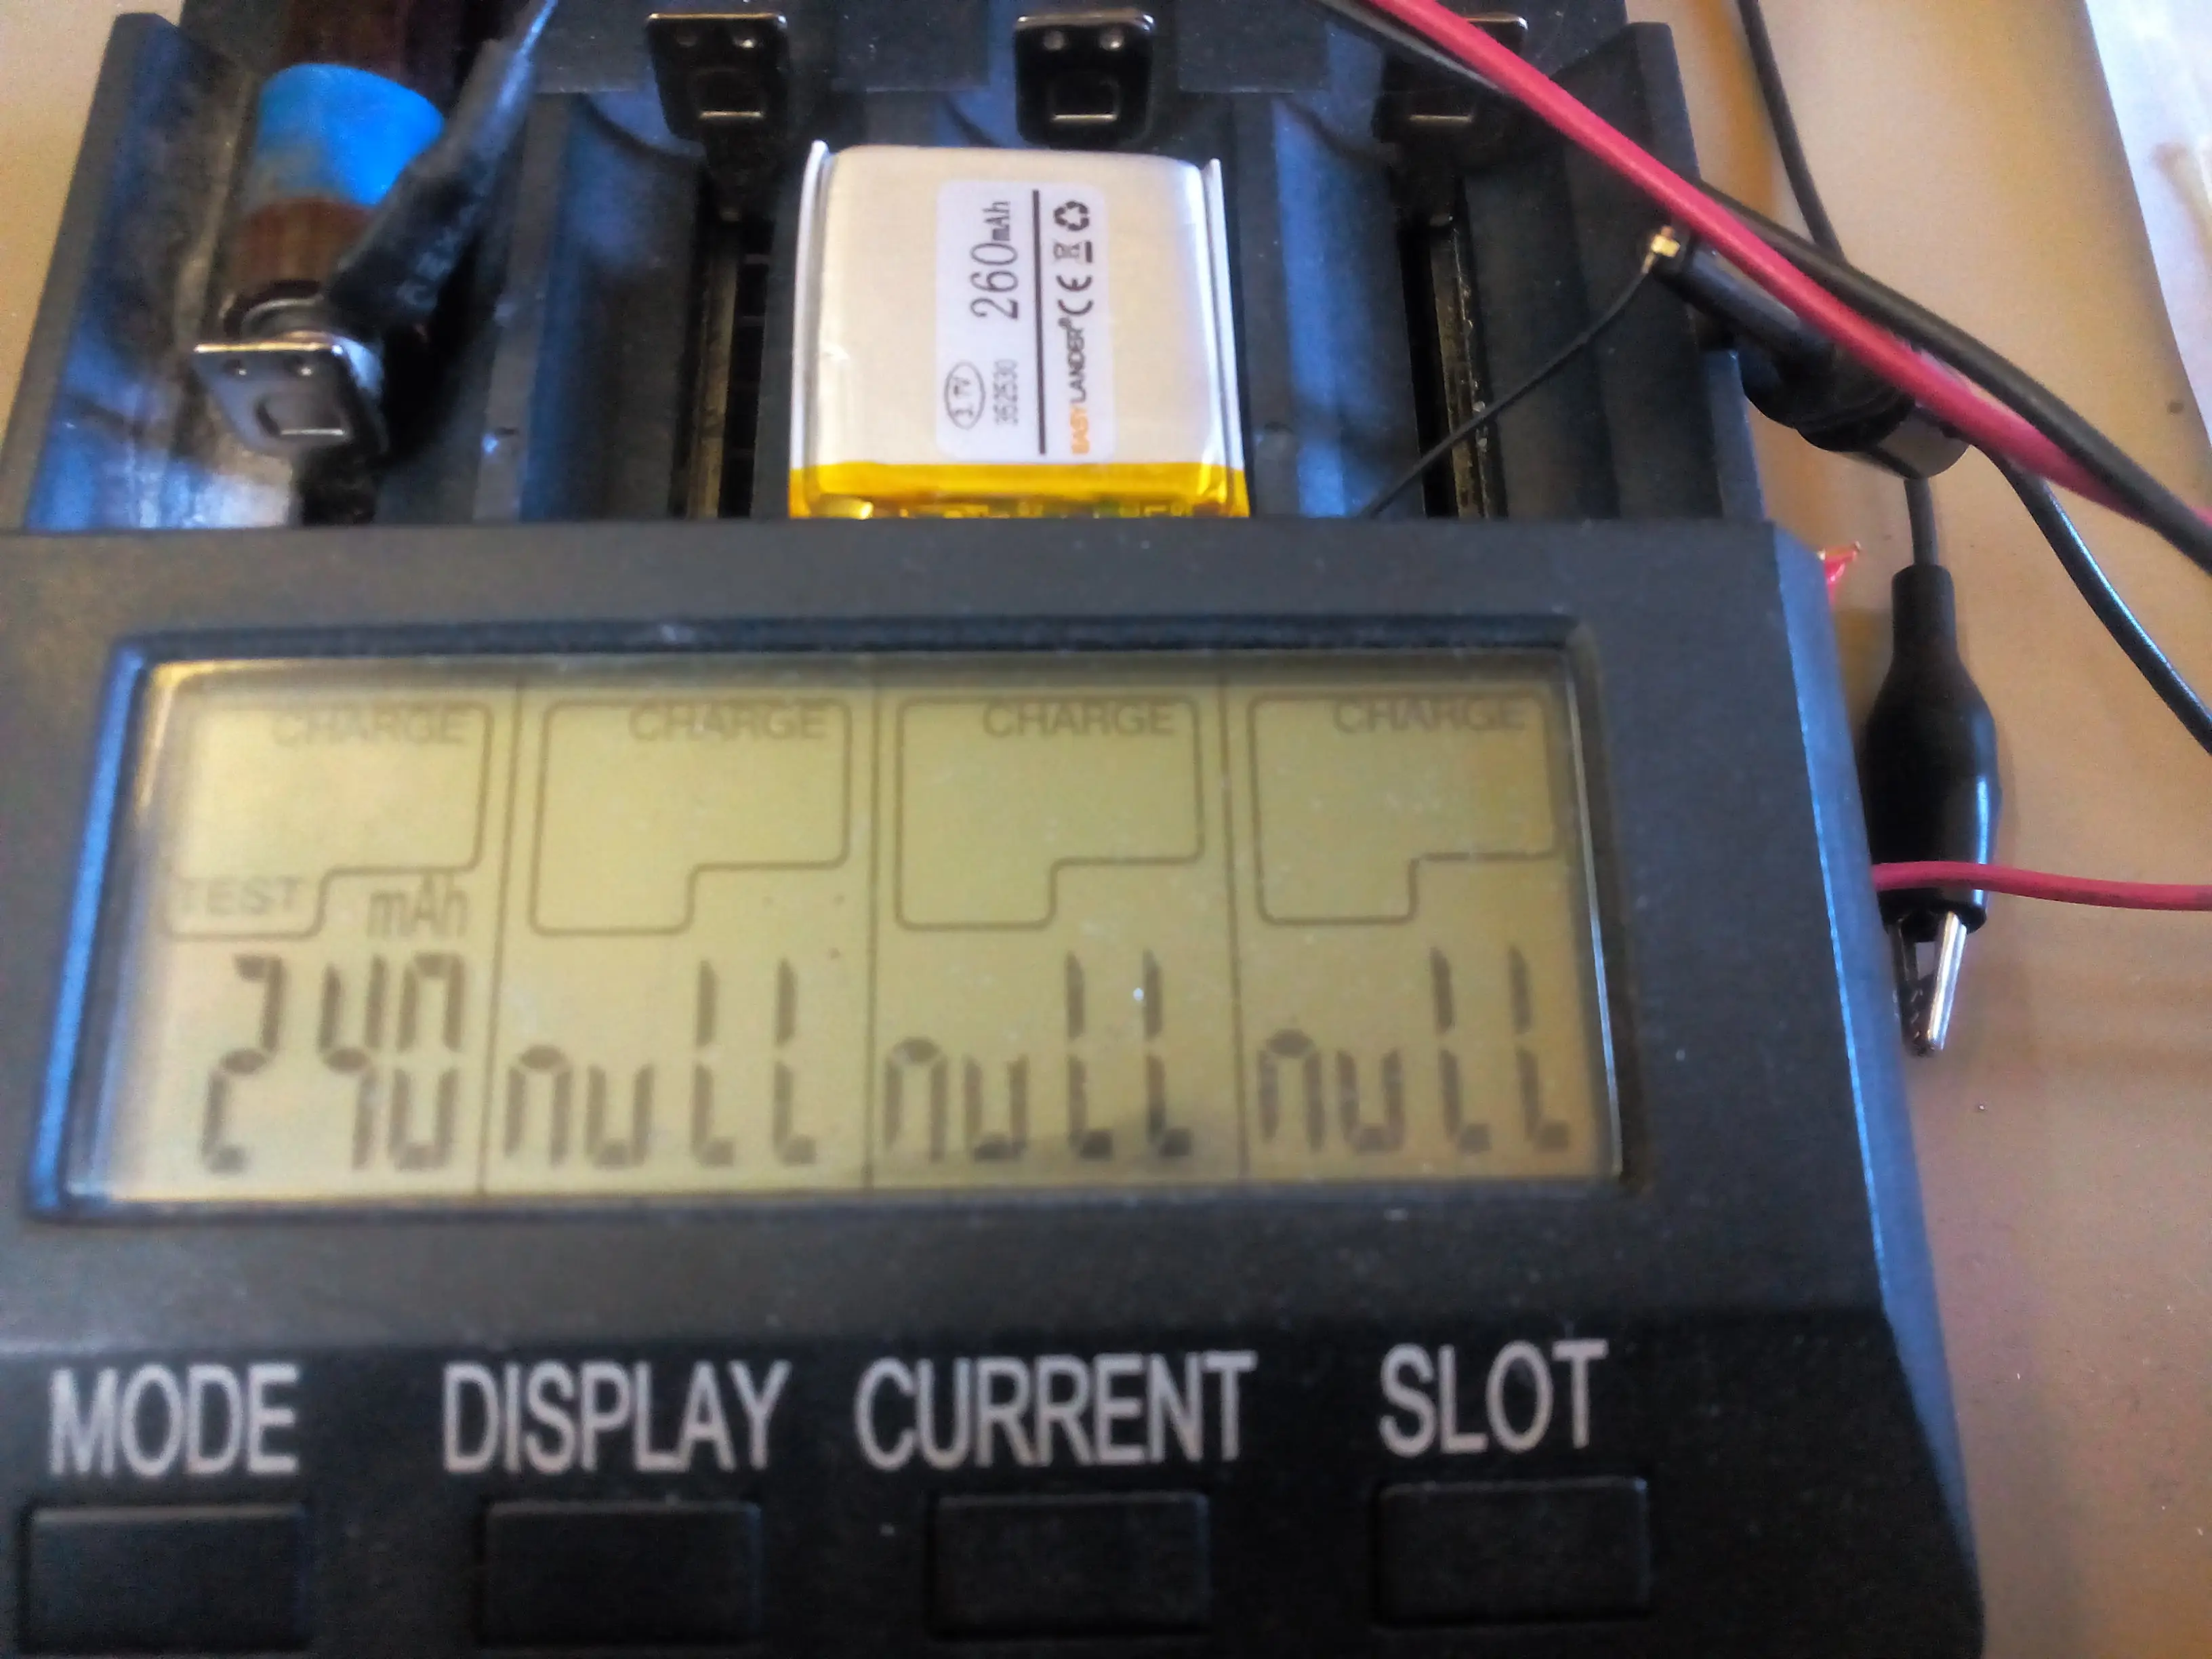 3.7V
352530 260mAh
EASYLANDER® CE
CHARGE CHARGE CHARGE CHARGE
TEST mAh
240 null null null
MODE DISPLAY CURRENT SLOT